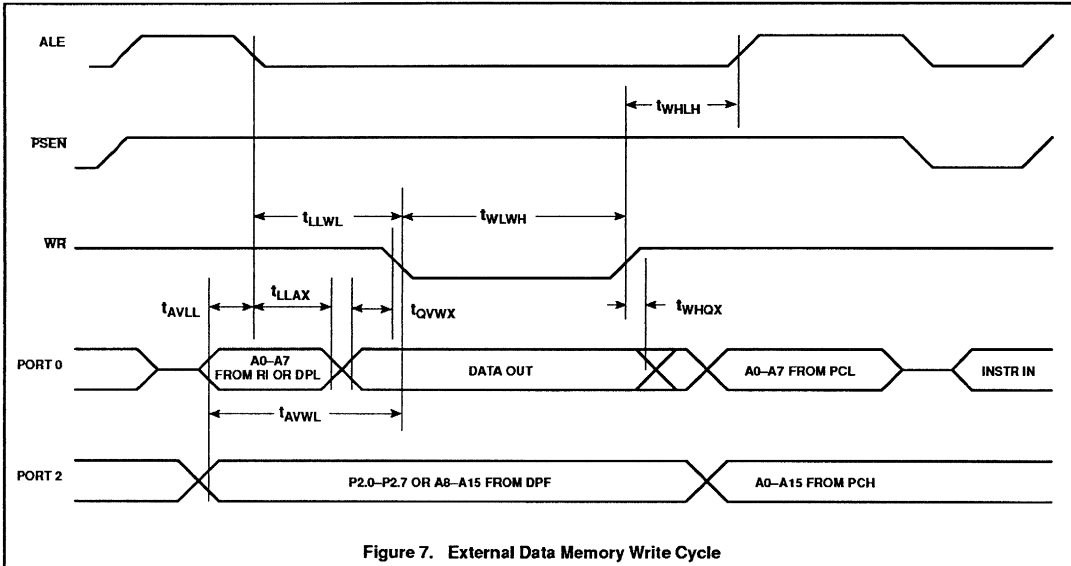 ALE
tWHLH
PSEN
tLLWL
tWLWH
WR
tAVLL
tLLAX
tQVWX
tWHQX
PORT 0
A0–A7
FROM RI OR DPL
DATA OUT
A0–A7 FROM PCL
INSTR IN
tAVWL
PORT 2
P2.0–P2.7 OR A8–A15 FROM DPF
A0–A15 FROM PCH
Figure 7. External Data Memory Write Cycle